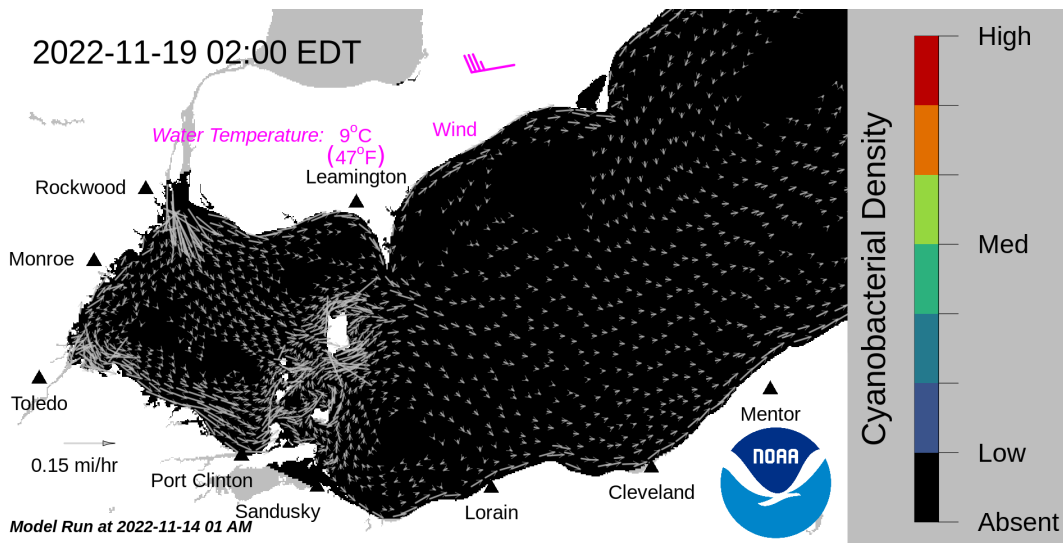 2022-11-19 02:00 EDT
Water Temperature: 9°C
(47°F)
Wind
Leamington
Rockwood
Monroe
Toledo
0.15 mi/hr
Port Clinton
Sandusky
Lorain
Cleveland
Mentor
NOAA
Model Run at 2022-11-14 01 AM
Cyanobacterial Density
High
Med
Low
Absent